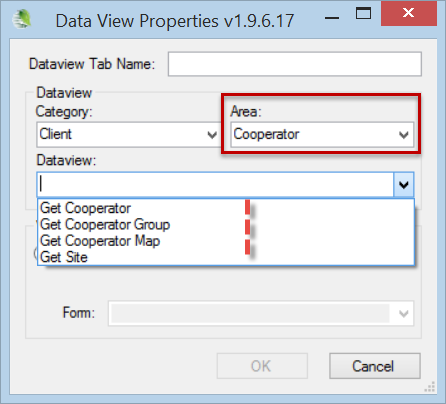 Data View Properties v1.9.6.17
Dataview Tab Name:
Dataview
Category:
Area:
Client
Cooperator
Dataview:
Get Cooperator
Get Cooperator Group
Get Cooperator Map
Get Site
Form:
OK
Cancel